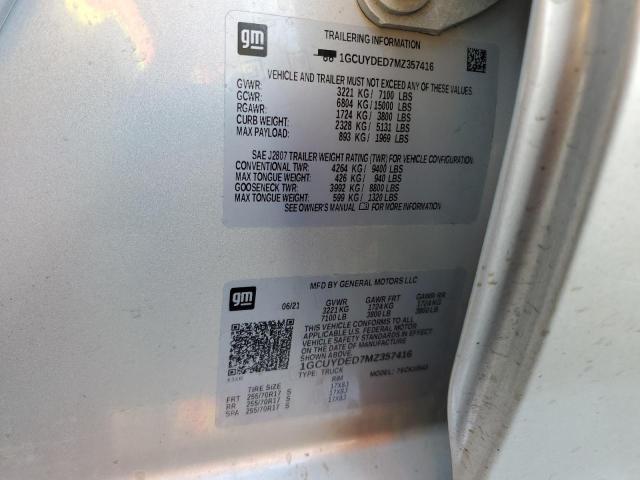 gm
TRAILERING INFORMATION
1GCUYDED7MZ357416
VEHICLE AND TRAILER MUST NOT EXCEED ANY OF THESE VALUES.
GVWR: 3221 KG / 7100 LBS
GCWR: 6804 KG / 15000 LBS
RGAWR: 1724 KG / 3800 LBS
CURB WEIGHT: 2328 KG / 5131 LBS
MAX PAYLOAD: 893 KG / 1969 LBS
SAE J2807 TRAILER WEIGHT RATING (TWR) FOR VEHICLE CONFIGURATION.
CONVENTIONAL TWR: 4264 KG / 9400 LBS
MAX TONGUE WEIGHT: 426 KG / 940 LBS
GOOSENECK TWR: 3992 KG / 8800 LBS
MAX TONGUE WEIGHT: 599 KG / 1320 LBS
SEE OWNER'S MANUAL FOR MORE INFORMATION
gm
MFD BY GENERAL MOTORS LLC
06/21 GVWR GAWR FRT GAWR RR
3221 KG 1724 KG 1724 KG
7100 LB 3800 LB 3800 LB
THIS VEHICLE CONFORMS TO ALL
APPLICABLE U.S. FEDERAL MOTOR
VEHICLE SAFETY STANDARDS IN EFFECT
ON THE DATE OF MANUFACTURE SHOWN
ABOVE.
1GCUYDED7MZ357416
TYPE: TRUCK MODEL:
TIRE SIZE RIM
FRT 255/70R17 S 17X8J
RR 255/70R17 S 17X8J
SPA 255/70R17 S 17X8J